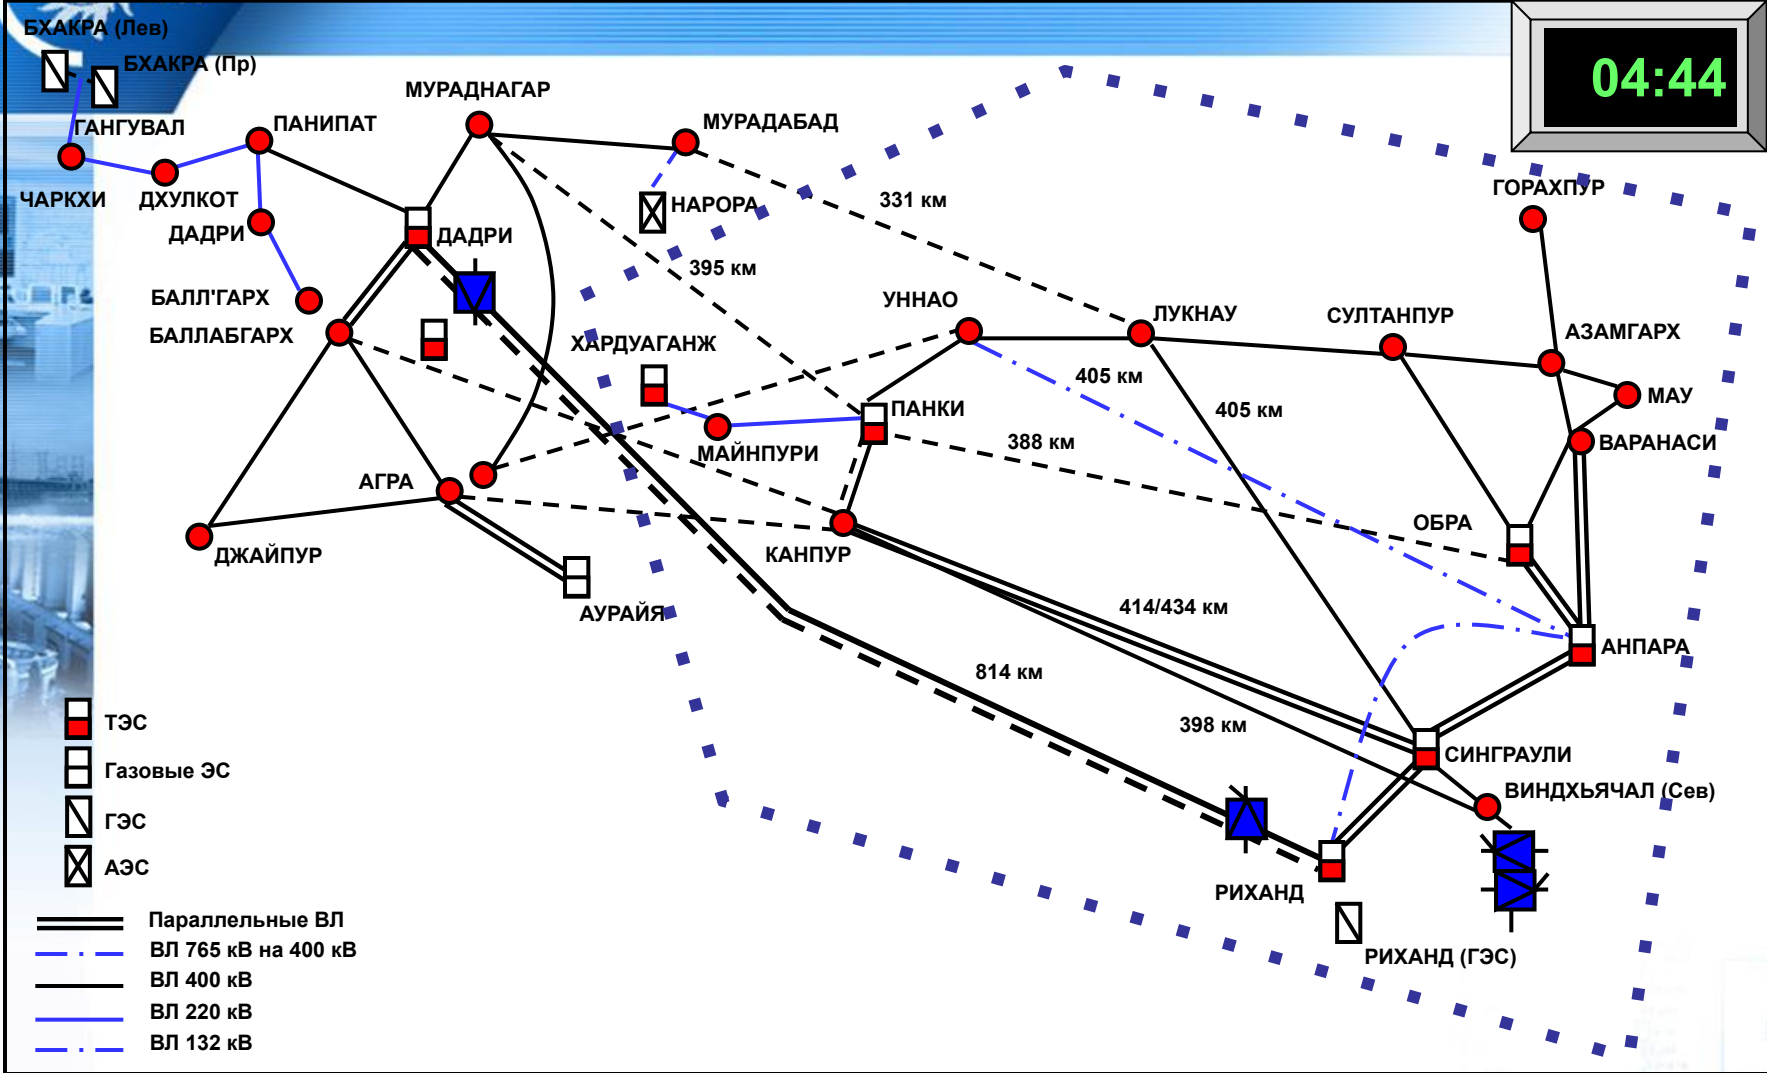 БХАКРА (Лев)
БХАКРА (Пр)
04:44
МУРАДНАГАР
ГАНГУВАЛ
ПАНИПАТ
МУРАДАБАД
ЧАРКХИ
ДХУЛКОТ
ГОРАХПУР
331 км
НАРОРА
ДАДРИ
ДАДРИ
395 км
БАЛЛ'ГАРХ
УННАО
ЛУКНАУ
СУЛТАНПУР
АЗАМГАРХ
БАЛЛАБГАРХ
ХАРДУАГАНЖ
405 км
МАУ
405 км
ПАНКИ
388 км
ВАРАНАСИ
МАЙНПУРИ
АГРА
ОБРА
ДЖАЙПУР
КАНПУР
АУРАЙЯ
414/434 км
АНПАРА
814 км
398 км
СИНГРАУЛИ
ВИНДХЬЯЧАЛ (Сев)
РИХАНД
РИХАНД (ГЭС)
ТЭС
Газовые ЭС
ГЭС
АЭС
Параллельные ВЛ
ВЛ 765 кВ на 400 кВ
ВЛ 400 кВ
ВЛ 220 кВ
ВЛ 132 кВ